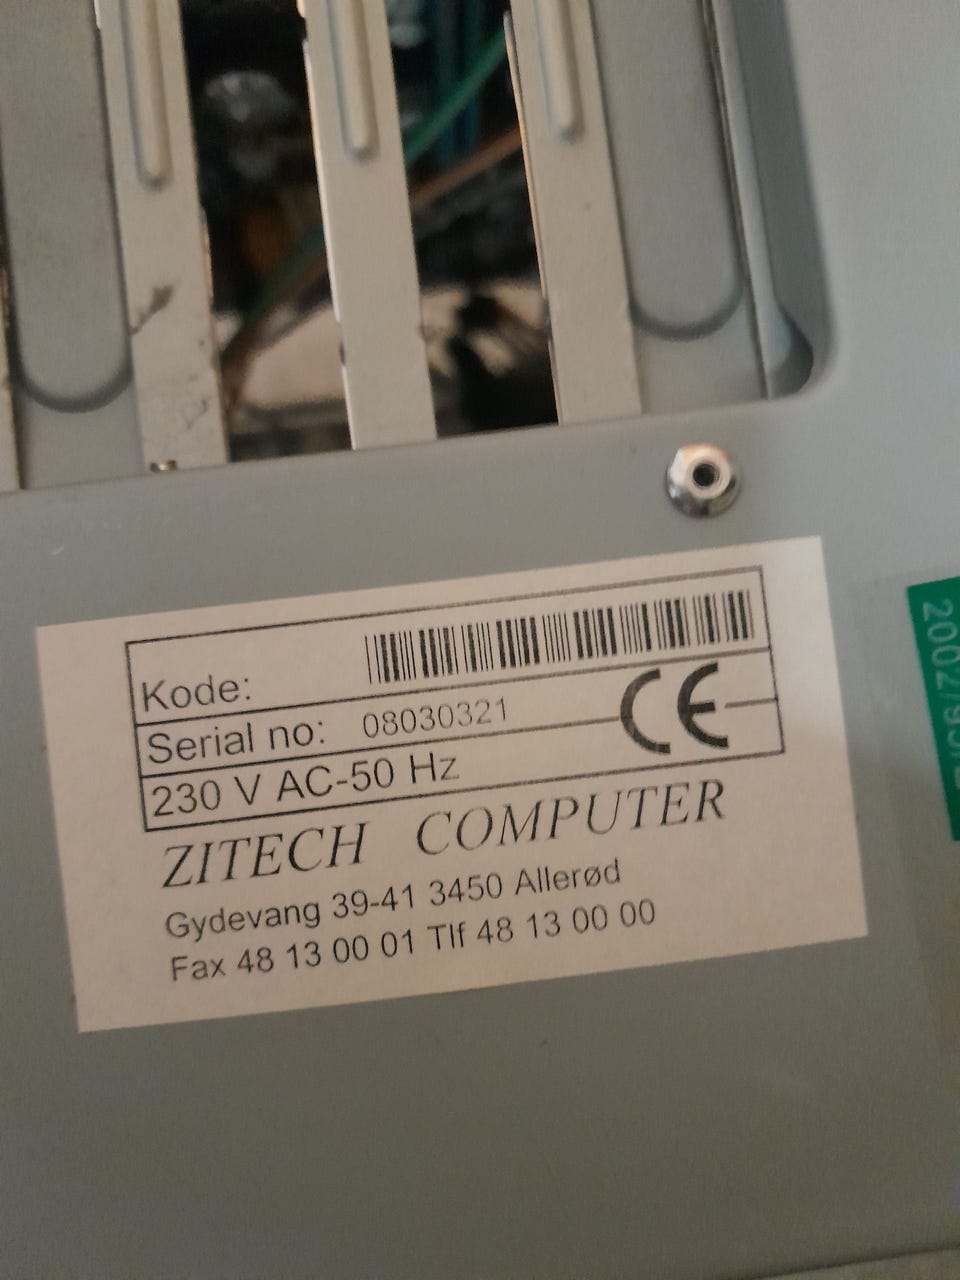 Kode:
Serial no: 08030321
CE
230 V AC-50 Hz
ZITECH COMPUTER
Gydevang 39-41 3450 Allerød
Fax 48 13 00 01 Tlf 48 13 00 00